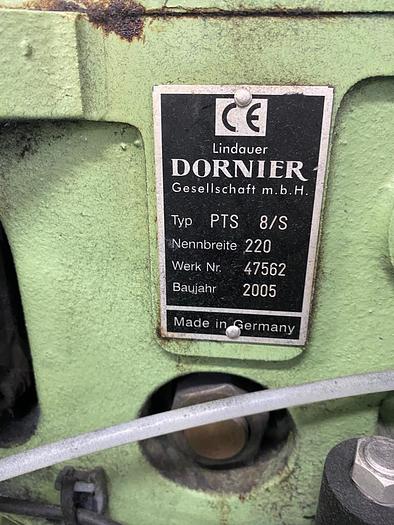 CE
Lindauer
DORNIER
Gesellschaft m.b.H.
Typ PTS 8/S
Nennbreite 220
Werk Nr. 47562
Baujahr 2005
Made in Germany